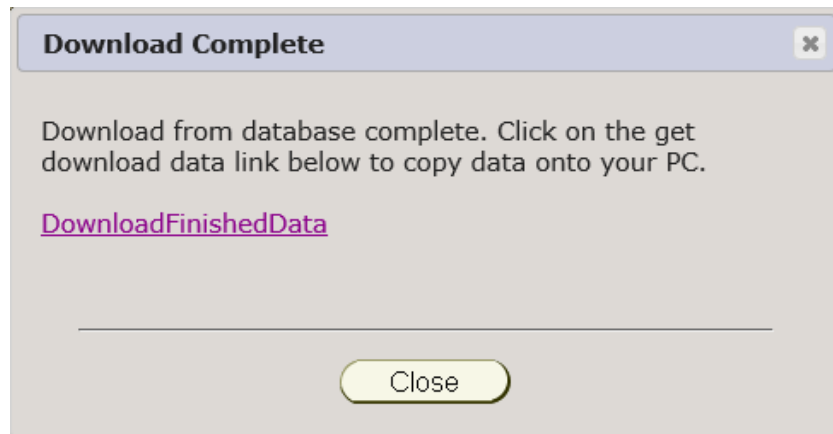 Download Complete
Download from database complete. Click on the get
download data link below to copy data onto your PC.
DownloadFinishedData
Close